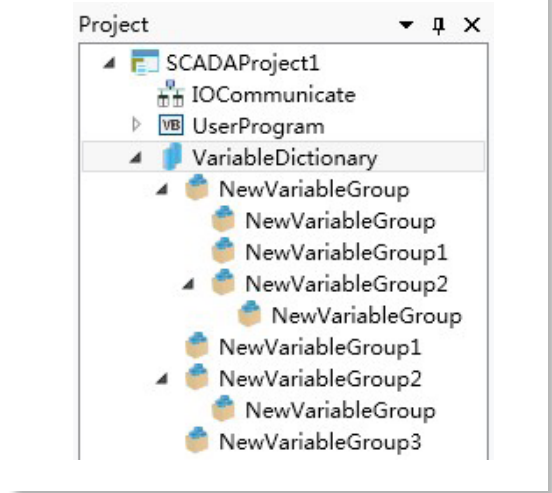 Project
SCADAProject1
IOCommunicate
VB UserProgram
VariableDictionary
NewVariableGroup
NewVariableGroup
NewVariableGroup1
NewVariableGroup2
NewVariableGroup
NewVariableGroup1
NewVariableGroup2
NewVariableGroup
NewVariableGroup3